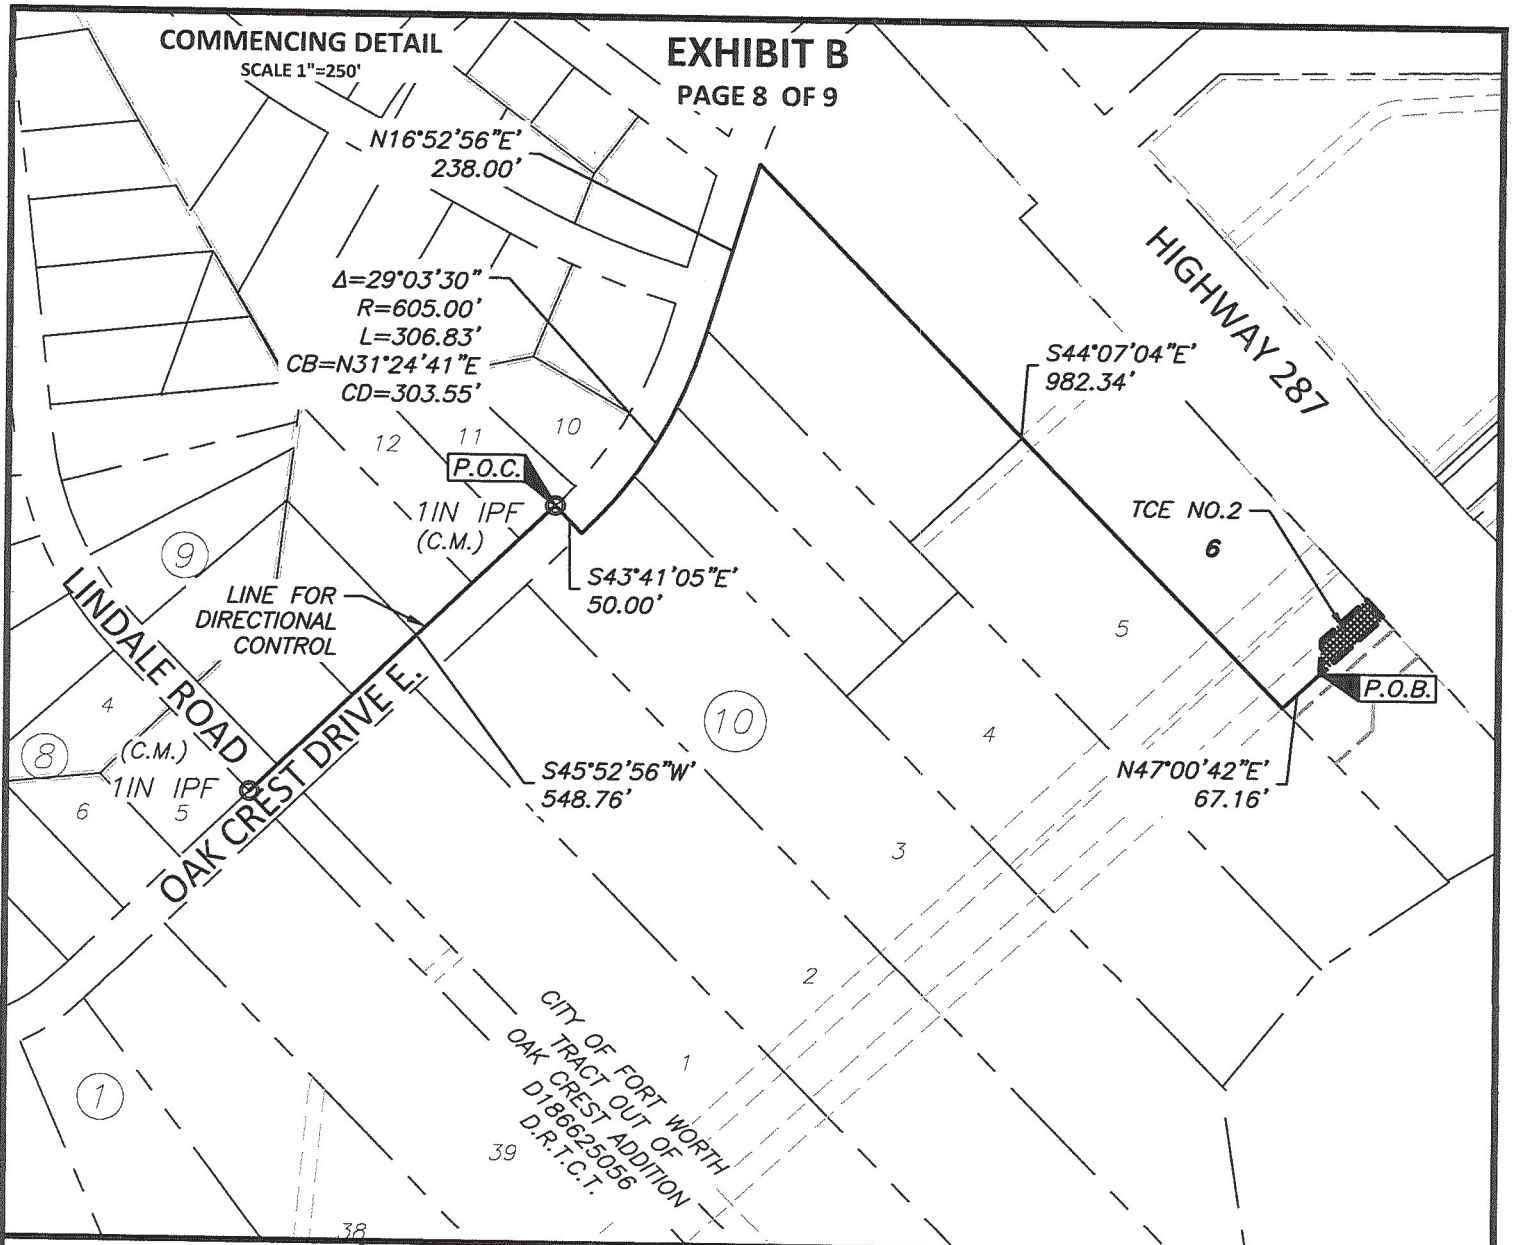 COMMENCING DETAIL
SCALE 1"=250'
EXHIBIT B
PAGE 8 OF 9
N16°52'56"E'
238.00'
Δ=29°03'30"
R=605.00'
L=306.83'
CB=N31°24'41"E
CD=303.55'
HIGHWAY 287
S44°07'04"E'
982.34'
12
11
10
P.O.C.
1IN IPF
(C.M.)
TCE NO.2
6
9
S43°41'05"E'
50.00'
LINE FOR
DIRECTIONAL
CONTROL
LINDALE ROAD
5
P.O.B.
4
10
4
8
(C.M.)
1IN IPF
S45°52'56"W'
548.76'
N47°00'42"E'
67.16'
6
5
OAK CREST DRIVE E.
3
2
CITY OF FORT WORTH
TRACT OUT OF
OAK CREST ADDITION
D186625056
D.R.T.C.T.
1
1
39
38